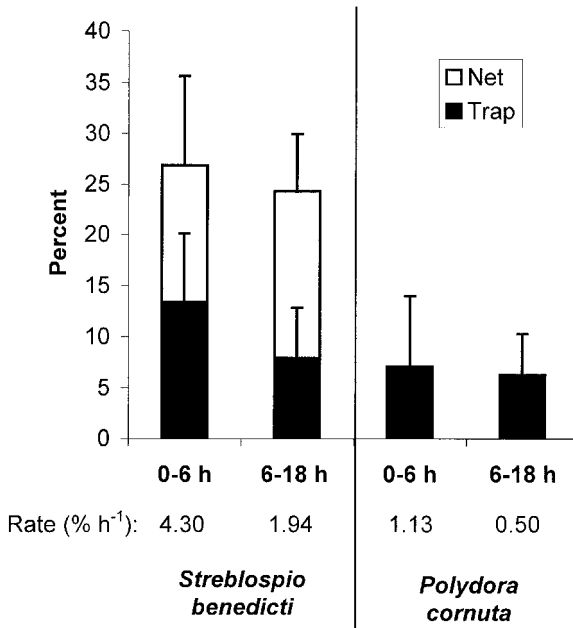 40
35
30
25
20
15
10
5
0
Percent
Net
Trap
0-6 h 6-18 h 0-6 h 6-18 h
Rate (% h⁻¹): 4.30 1.94 1.13 0.50
Streblospio benedicti
Polydora cornuta